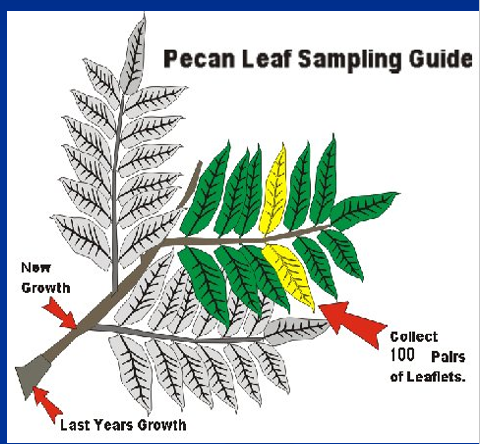 Pecan Leaf Sampling Guide
New
Growth
Collect
100 Pairs
of Leaflets.
Last Years Growth